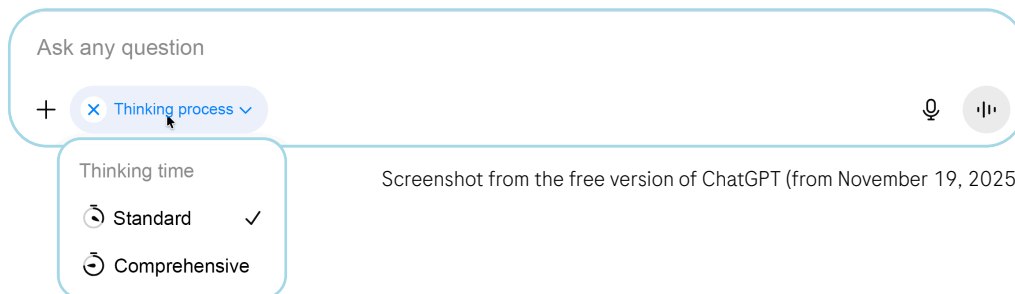 Ask any question
Thinking process
Thinking time
Screenshot from the free version of ChatGPT (from November 19, 2025
Standard
Comprehensive